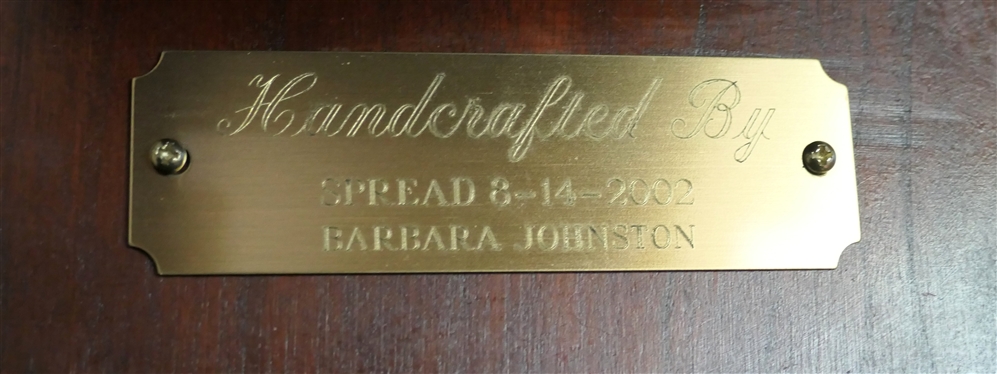 Handcrafted By
SPREAD 8-14-2002
BARBARA JOHNSTON